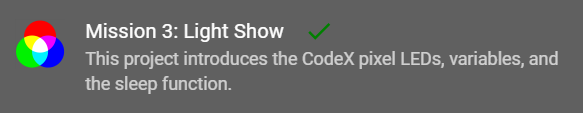 Mission 3: Light Show
This project introduces the CodeX pixel LEDs, variables, and
the sleep function.